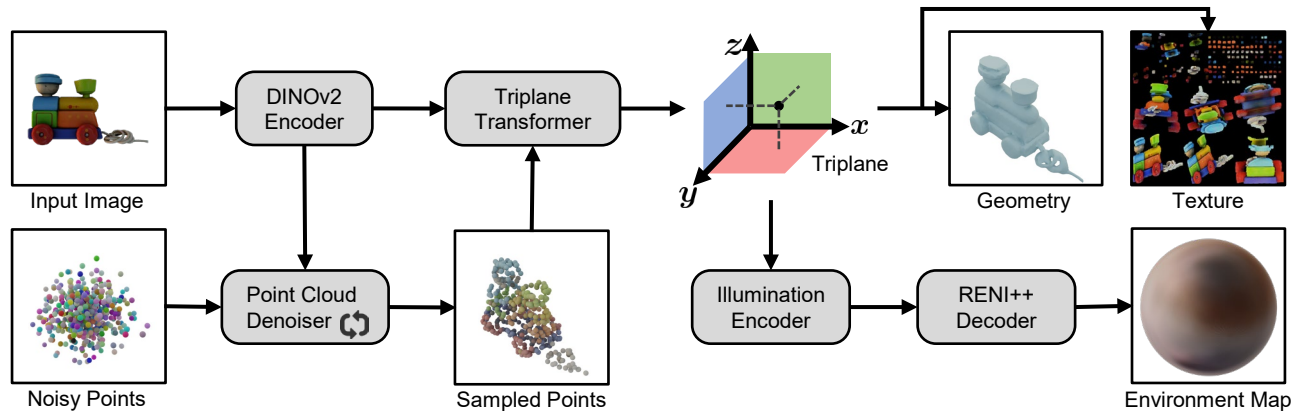 DINOv2
Encoder
Triplane
Transformer
z
x
y
Triplane
Input Image
Geometry
Texture
Point Cloud
Denoiser
Illumination
Encoder
RENI++
Decoder
Noisy Points
Sampled Points
Environment Map